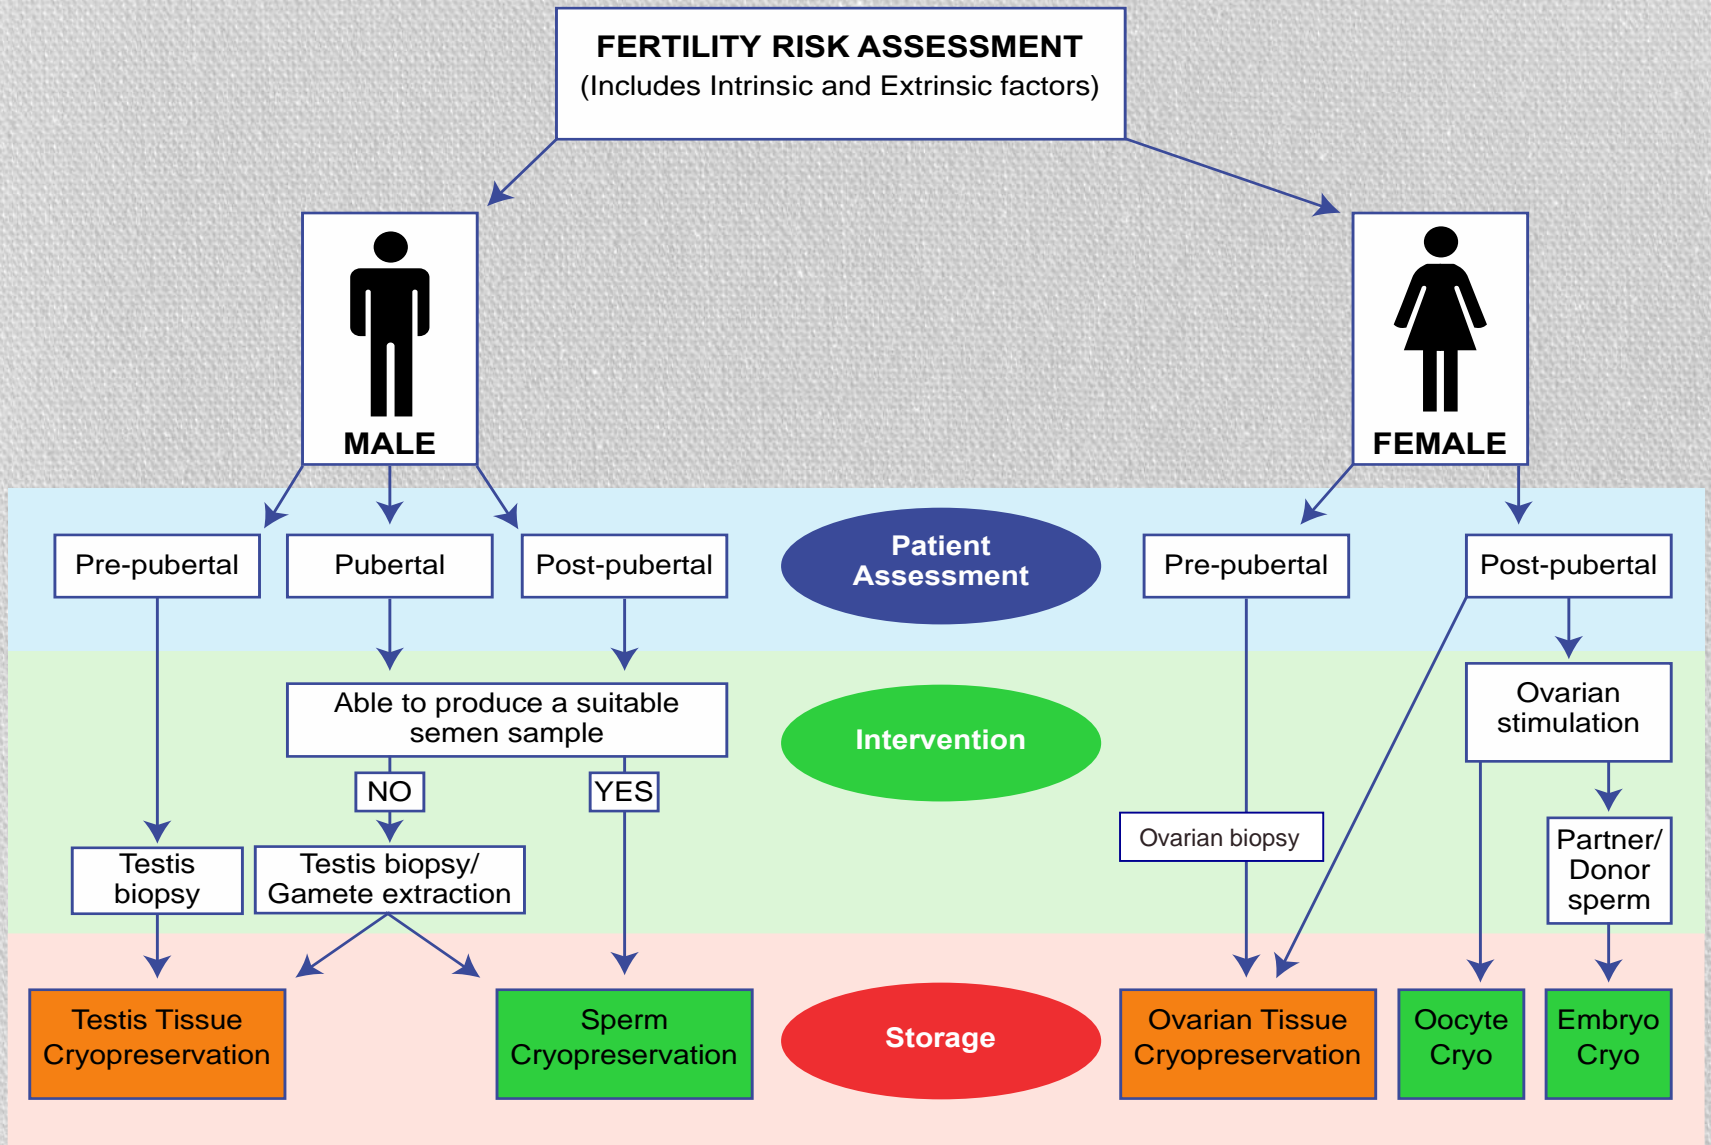 FERTILITY RISK ASSESSMENT
(Includes Intrinsic and Extrinsic factors)
MALE
FEMALE
Pre-pubertal
Pubertal
Post-pubertal
Patient
Assessment
Pre-pubertal
Post-pubertal
Able to produce a suitable
semen sample
NO
YES
Intervention
Ovarian
stimulation
Testis
biopsy
Testis biopsy/
Gamete extraction
Ovarian biopsy
Partner/
Donor
sperm
Testis Tissue
Cryopreservation
Sperm
Cryopreservation
Storage
Ovarian Tissue
Cryopreservation
Oocyte
Cryo
Embryo
Cryo